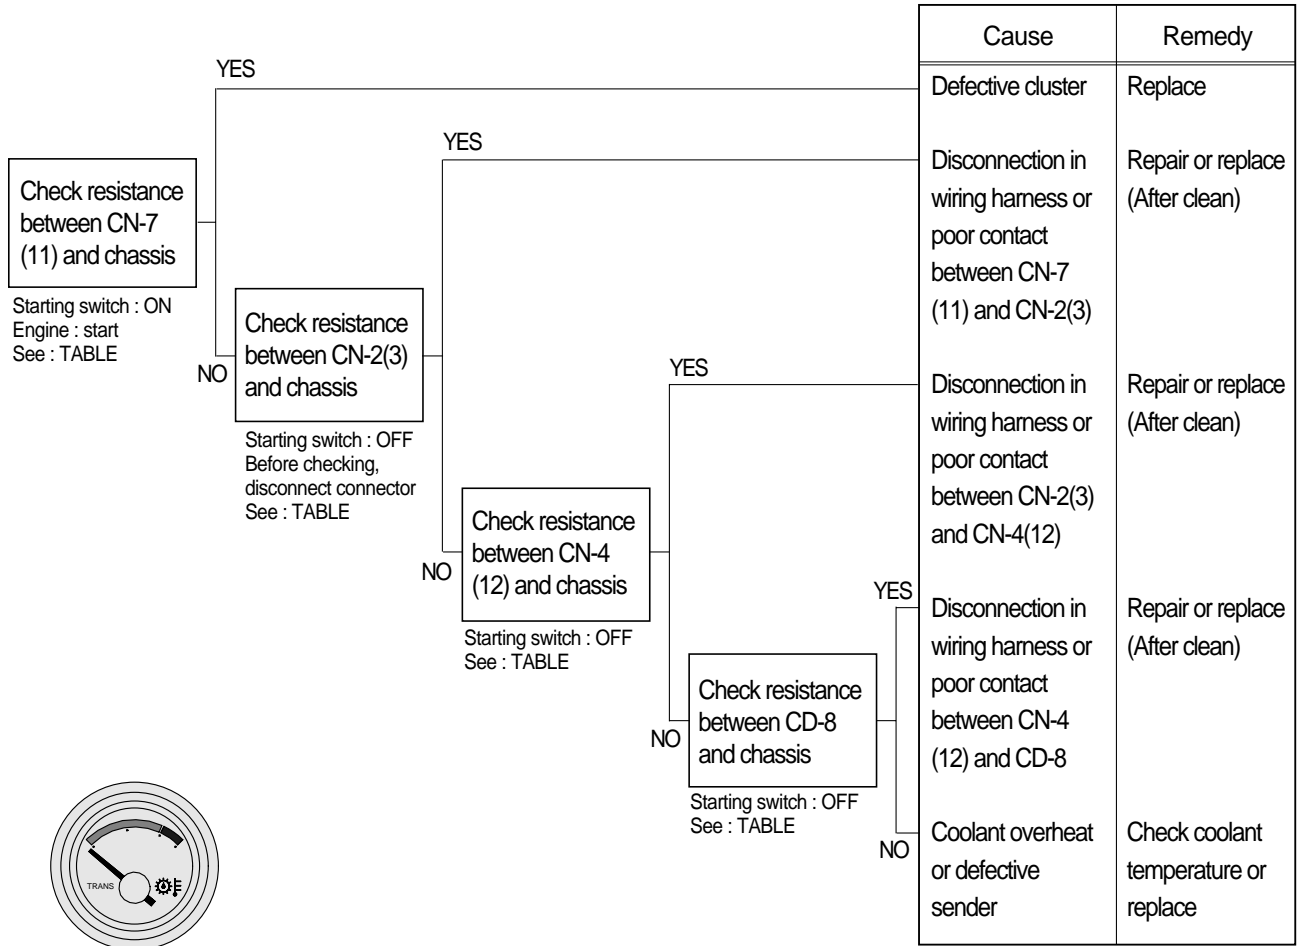 Cause
Remedy
YES
Defective cluster
Replace
YES
Check resistance
between CN-7
(11) and chassis
Starting switch : ON
Engine : start
See : TABLE
Disconnection in
wiring harness or
poor contact
between CN-7
(11) and CN-2(3)
Repair or replace
(After clean)
NO
Check resistance
between CN-2(3)
and chassis
Starting switch : OFF
Before checking,
disconnect connector
See : TABLE
YES
Disconnection in
wiring harness or
poor contact
between CN-2(3)
and CN-4(12)
Repair or replace
(After clean)
NO
Check resistance
between CN-4
(12) and chassis
Starting switch : OFF
See : TABLE
YES
Disconnection in
wiring harness or
poor contact
between CN-4
(12) and CD-8
Repair or replace
(After clean)
NO
Check resistance
between CD-8
and chassis
Starting switch : OFF
See : TABLE
NO
Coolant overheat
or defective
sender
Check coolant
temperature or
replace
TRANS